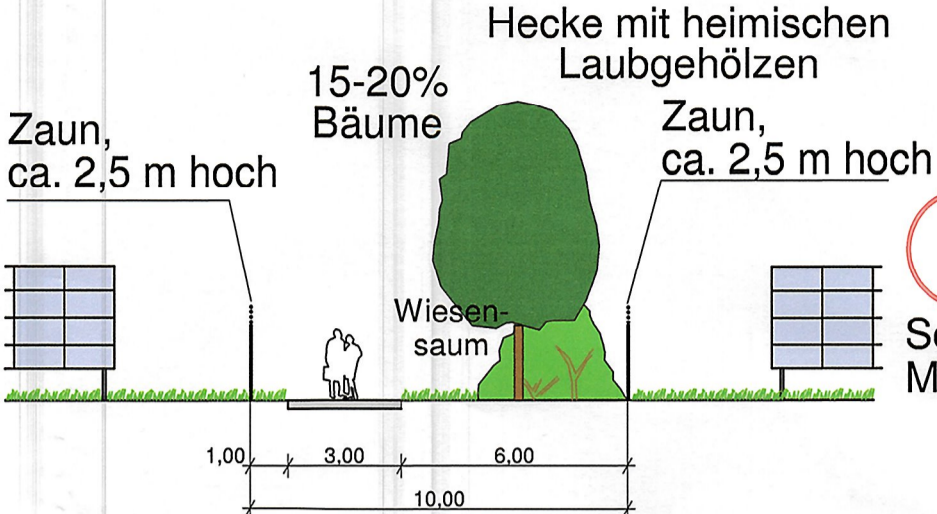 Hecke mit heimischen
Laubgehölzen
15-20%
Bäume
Zaun,
ca. 2,5 m hoch
Zaun,
ca. 2,5 m hoch
Wiesen-
saum
1,00
3,00
6,00
10,00